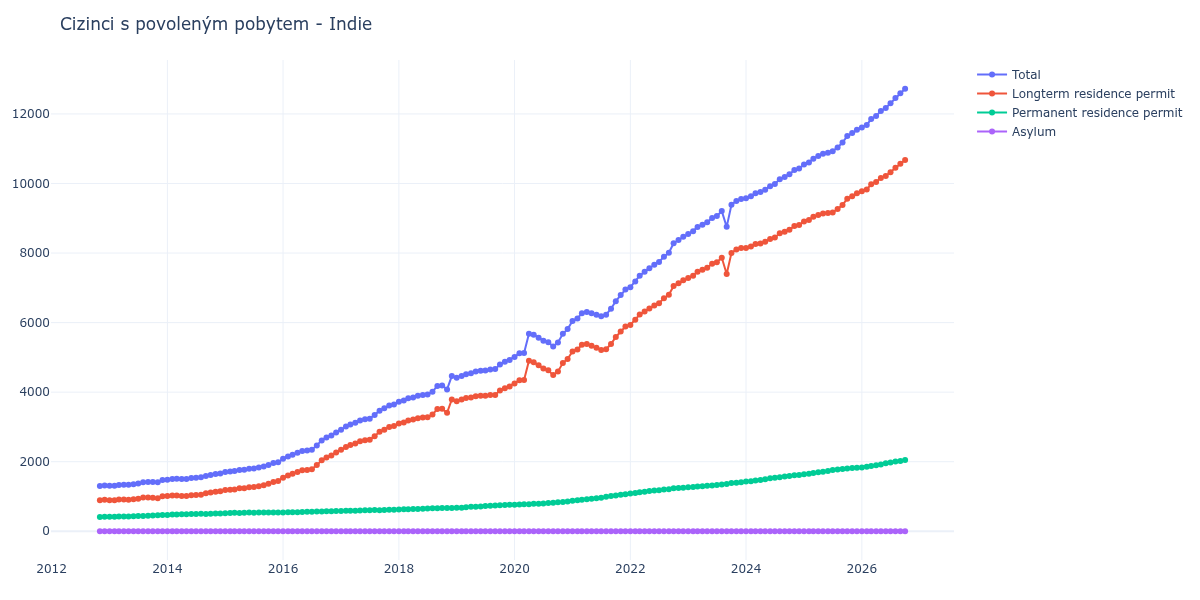 Cizinci s povoleným pobytem - Indie
Total
Longterm residence permit
Permanent residence permit
Asylum
12000
10000
8000
6000
4000
2000
0
2012 2014 2016 2018 2020 2022 2024 2026